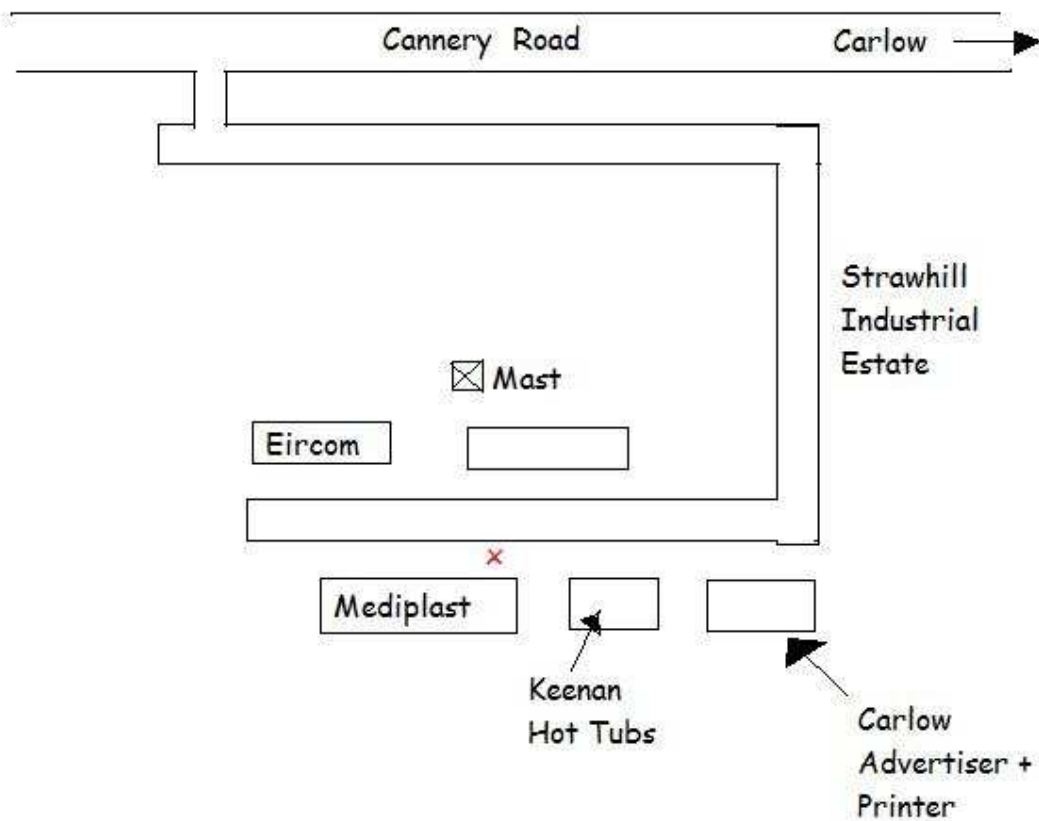 Cannery Road
Carlow
Strawhill
Industrial
Estate
Mast
Eircom
Mediplast
Keenan
Hot Tubs
Carlow
Advertiser +
Printer